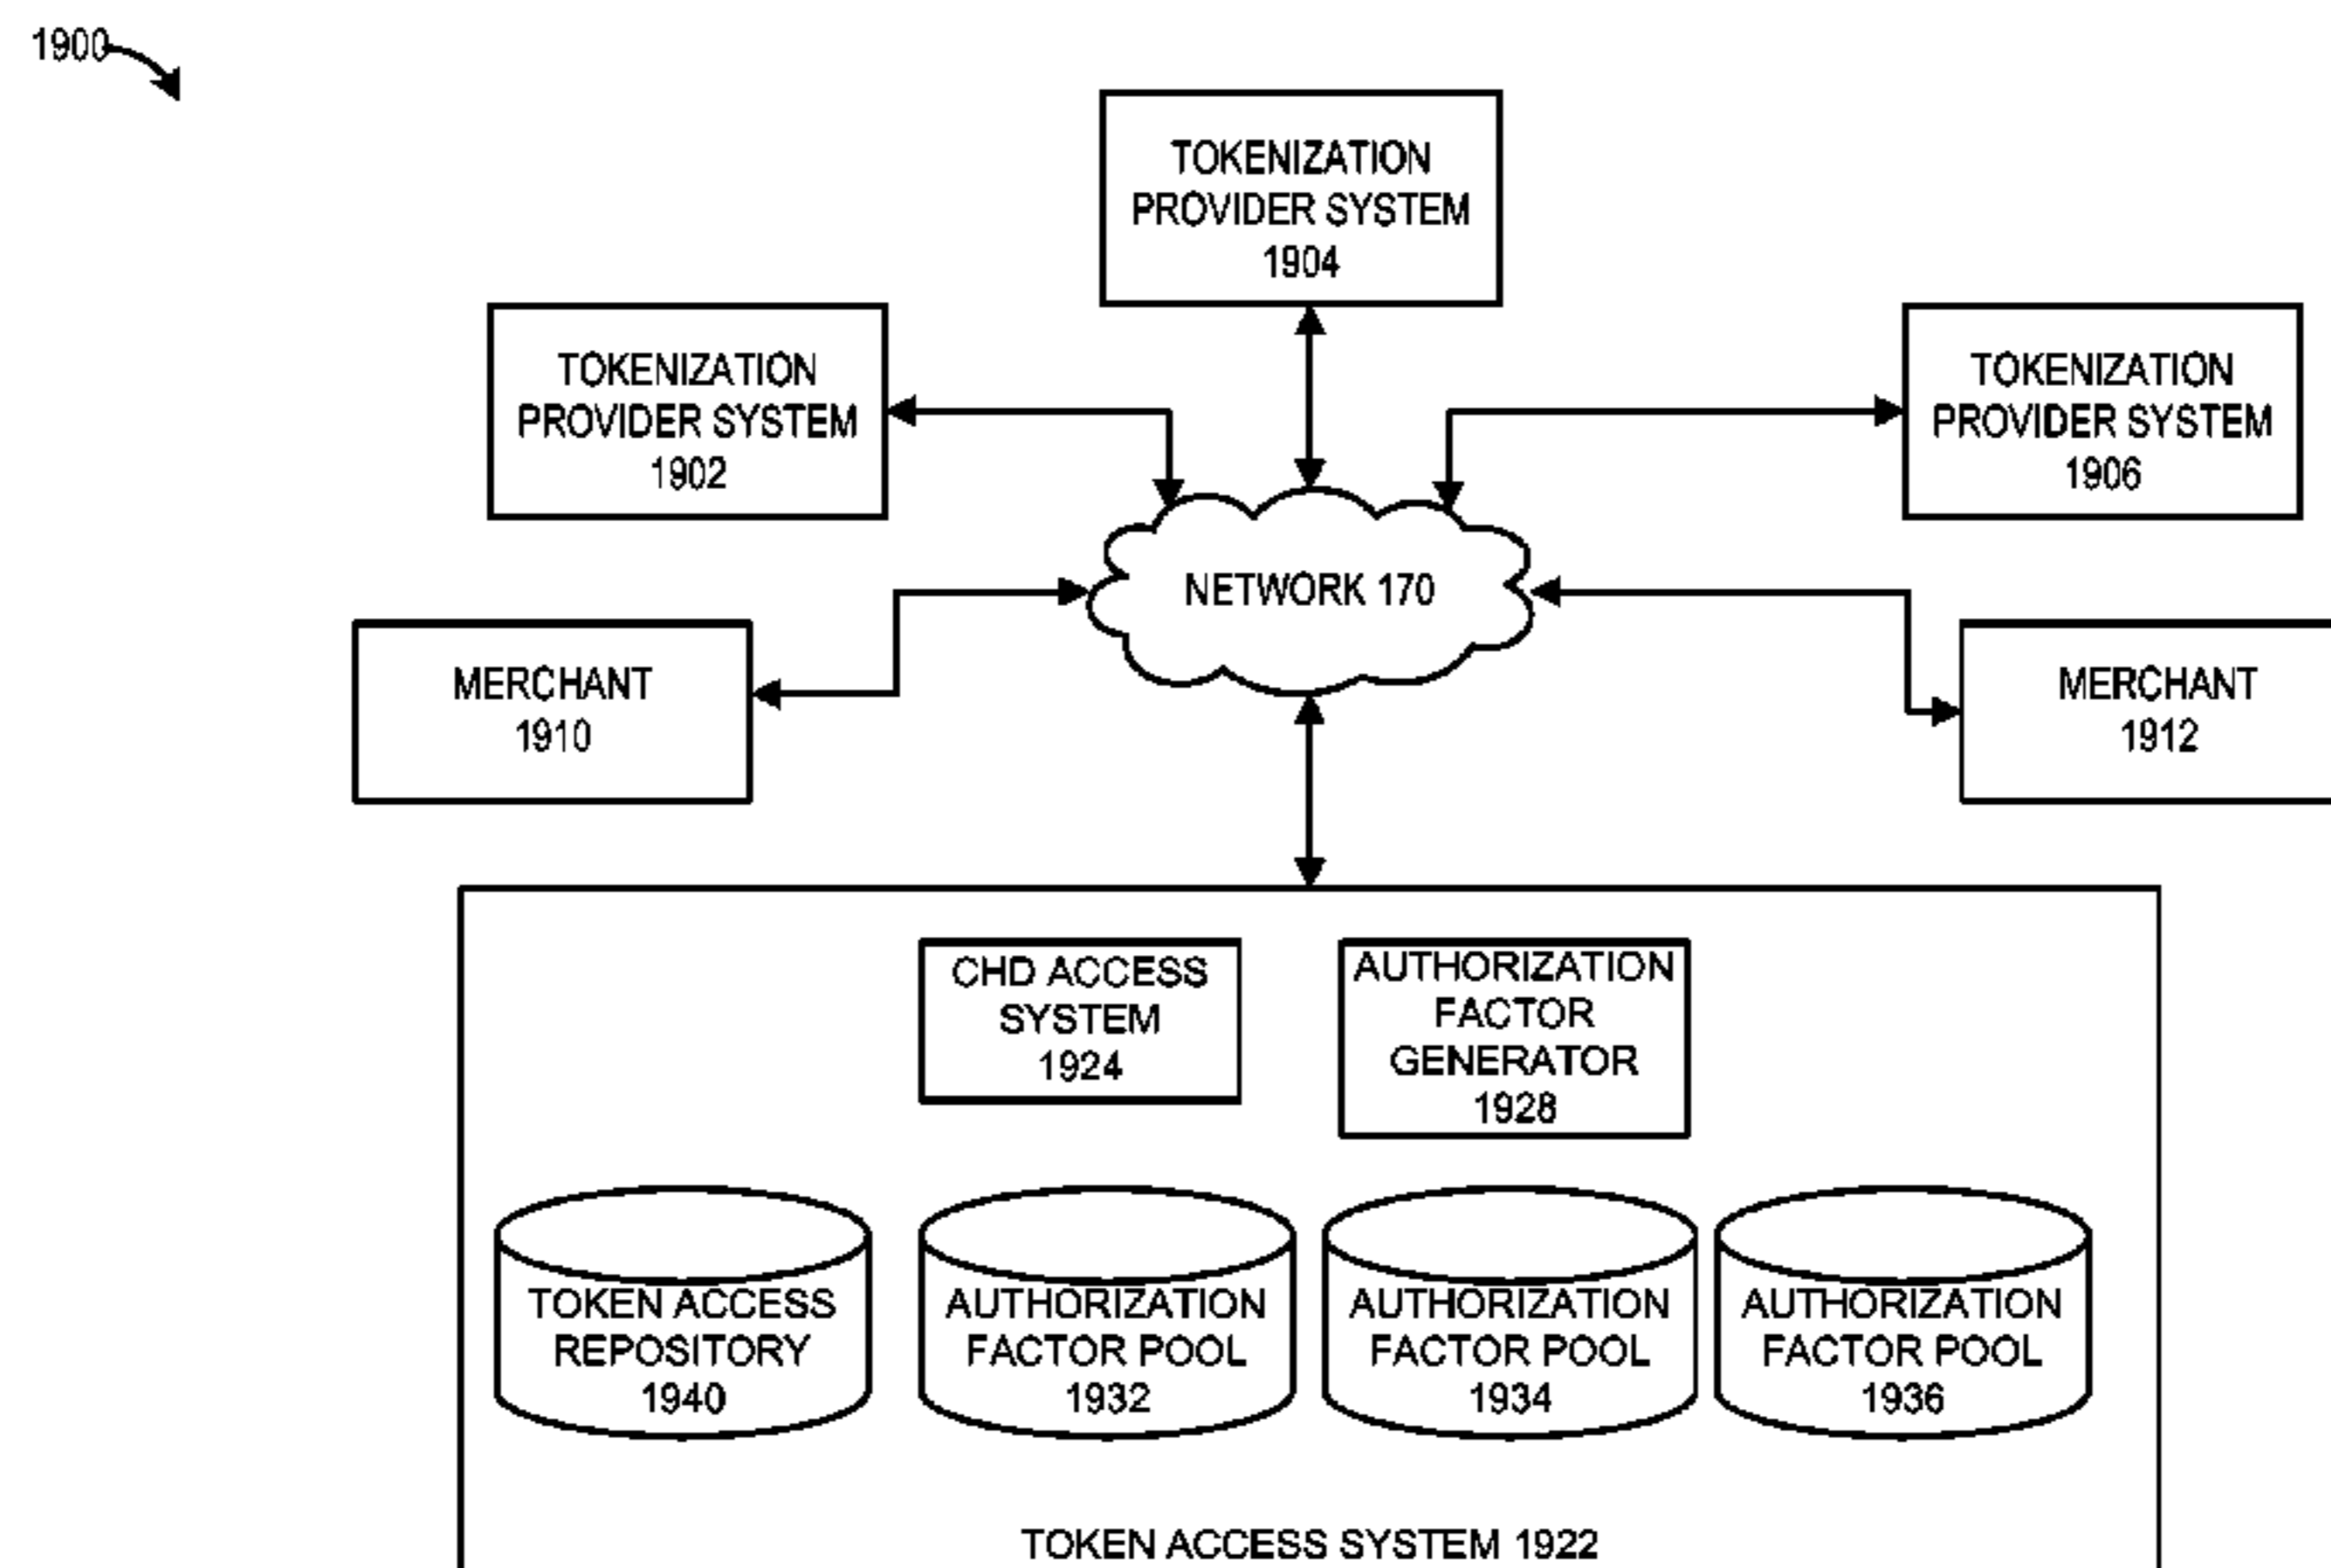 1900
TOKENIZATION
PROVIDER SYSTEM
1904
TOKENIZATION
PROVIDER SYSTEM
1902
TOKENIZATION
PROVIDER SYSTEM
1906
NETWORK 170
MERCHANT
1910
MERCHANT
1912
CHD ACCESS
SYSTEM
1924
AUTHORIZATION
FACTOR
GENERATOR
1928
TOKEN ACCESS
REPOSITORY
1940
AUTHORIZATION
FACTOR POOL
1932
AUTHORIZATION
FACTOR POOL
1934
AUTHORIZATION
FACTOR POOL
1936
TOKEN ACCESS SYSTEM 1922